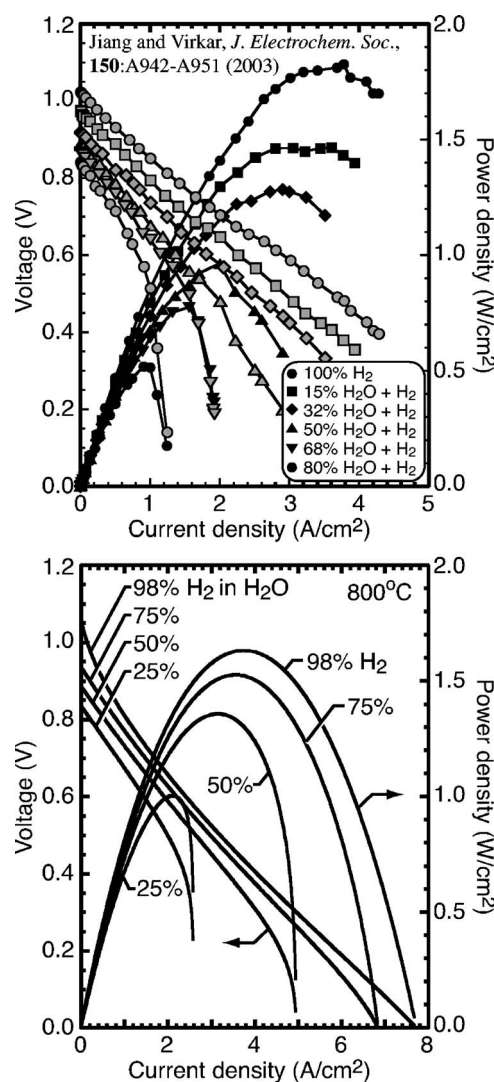 Jiang and Virkar, J. Electrochem. Soc.,
150:A942-A951 (2003)
1.2
1.0
0.8
0.6
0.4
0.2
0.0
Voltage (V)
2.0
1.5
1.0
0.5
0.0
Power density (W/cm²)
100% H₂
15% H₂O + H₂
32% H₂O + H₂
50% H₂O + H₂
68% H₂O + H₂
80% H₂O + H₂
0 1 2 3 4 5
Current density (A/cm²)
1.2
1.0
0.8
0.6
0.4
0.2
0.0
Voltage (V)
98% H₂ in H₂O
75%
50%
25%
800°C
98% H₂
75%
50%
25%
2.0
1.5
1.0
0.5
0.0
Power density (W/cm²)
0 2 4 6 7 8
Current density (A/cm²)